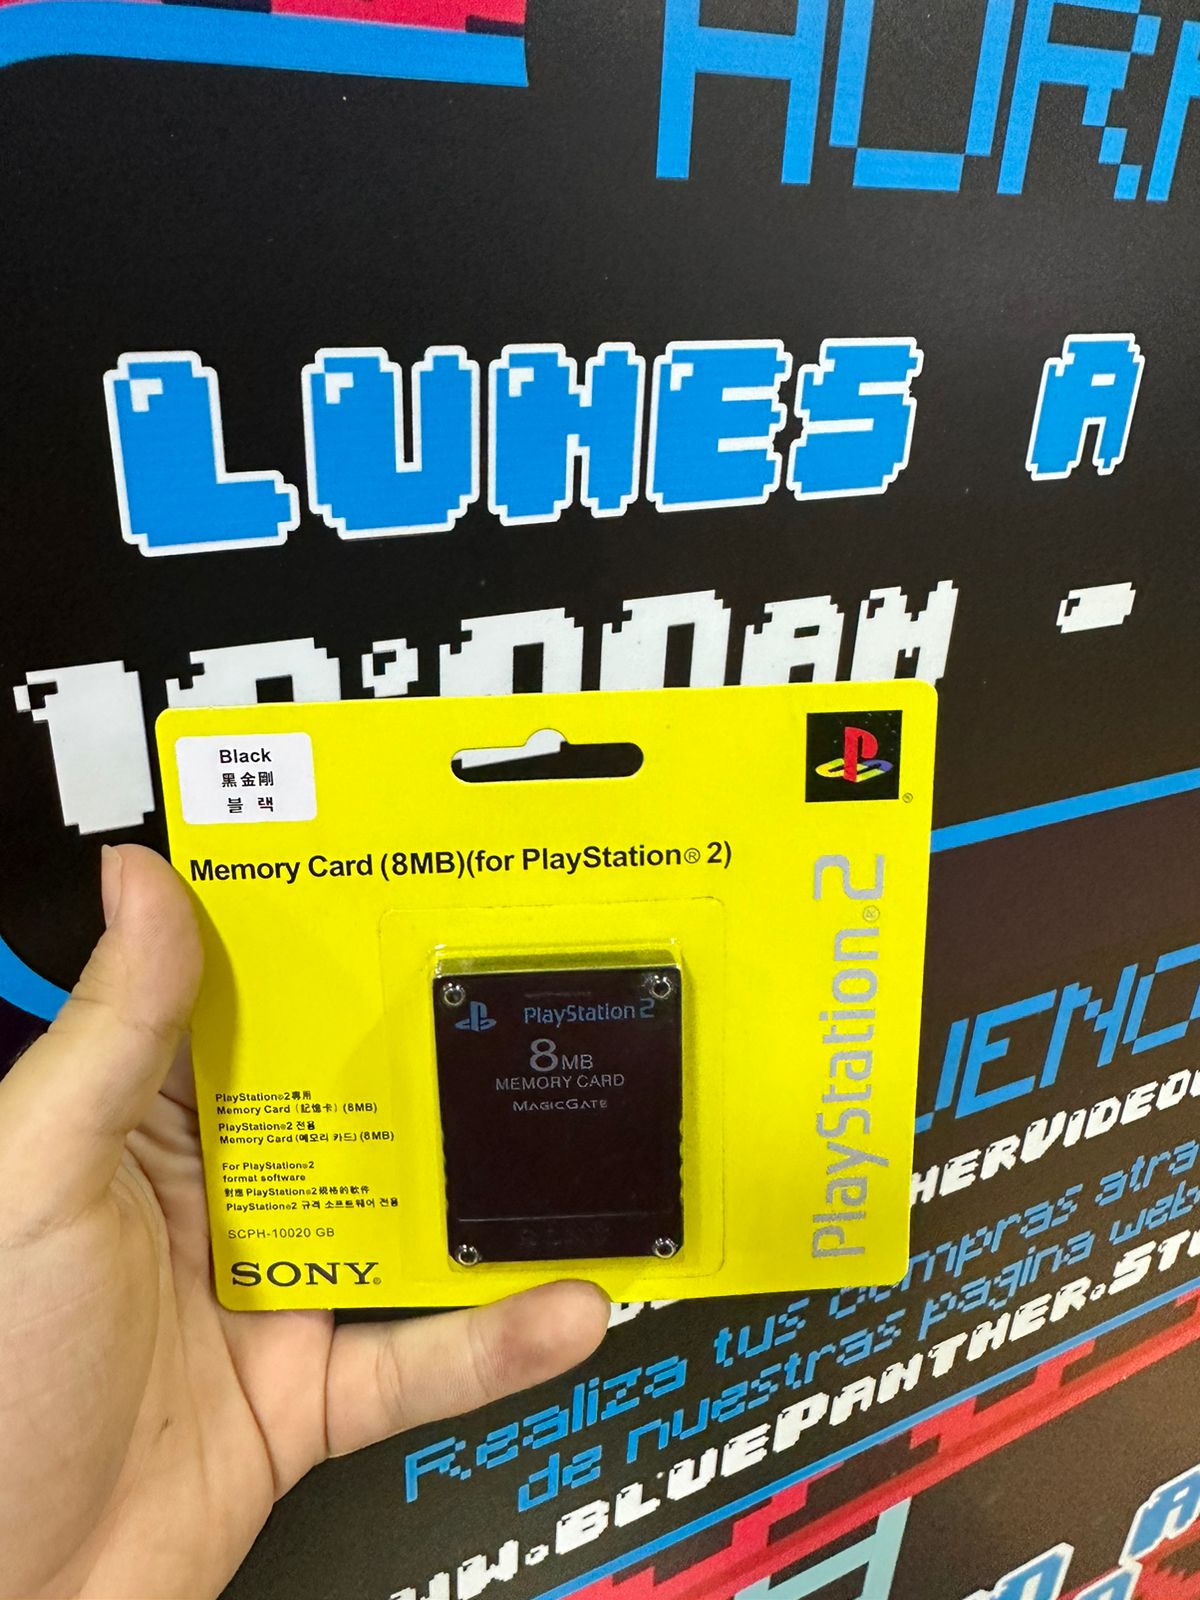 LUNES A
Black
黑金剛
블랙
Memory Card (8MB)(for PlayStation® 2)
PlayStation®2
PlayStation 2
8MB
MEMORY CARD
MAGICGATE
PlayStation®2專用
Memory Card (記憶卡) (8MB)
PlayStation®2 전용
Memory Card (메모리 카드) (8MB)
For PlayStation®2
format software
對應 PlayStation®2 規格的軟件
PlayStation®2 규격 소프트웨어 전용
SCPH-10020 GB
SONY®
Realiza tus compras
de nuestras pagina web
BLUEPANTHER.ST